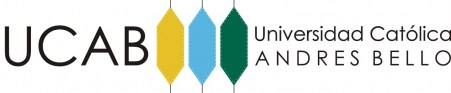 UCAB
Universidad Católica
ANDRES BELLO